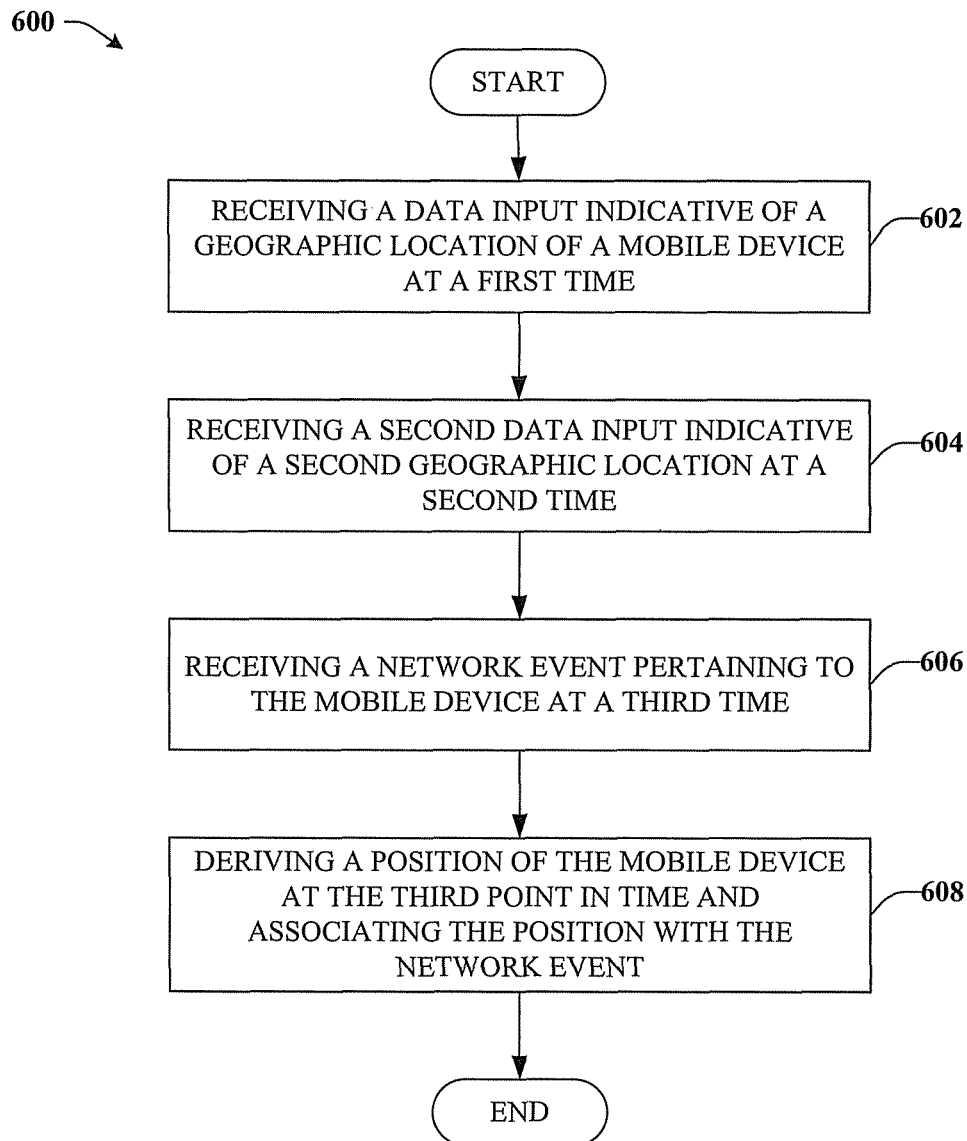 600
START
RECEIVING A DATA INPUT INDICATIVE OF A
GEOGRAPHIC LOCATION OF A MOBILE DEVICE
AT A FIRST TIME
602
RECEIVING A SECOND DATA INPUT INDICATIVE
OF A SECOND GEOGRAPHIC LOCATION AT A
SECOND TIME
604
RECEIVING A NETWORK EVENT PERTAINING TO
THE MOBILE DEVICE AT A THIRD TIME
606
DERIVING A POSITION OF THE MOBILE DEVICE
AT THE THIRD POINT IN TIME AND
ASSOCIATING THE POSITION WITH THE
NETWORK EVENT
608
END